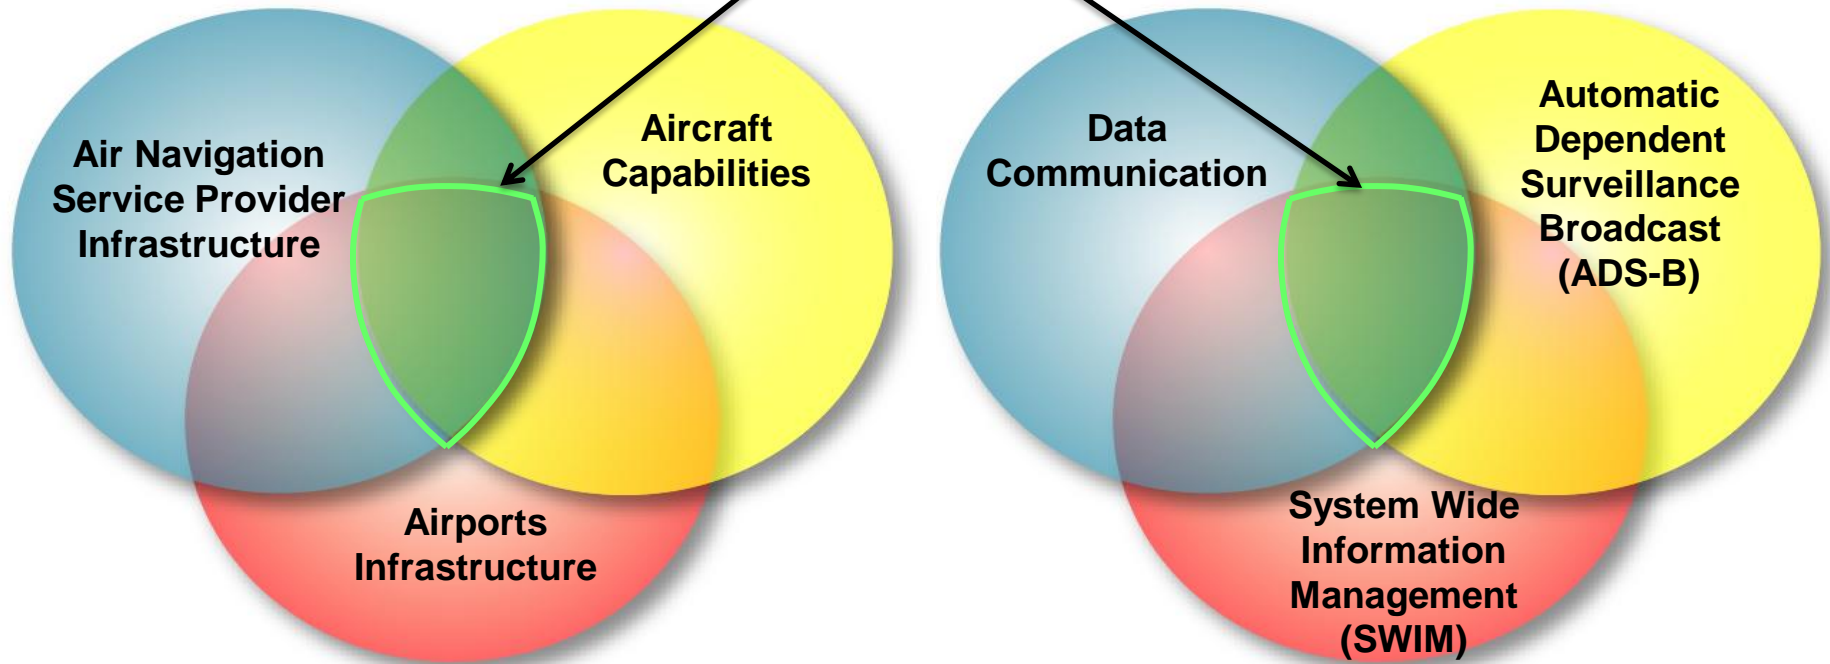 Air Navigation
Service Provider
Infrastructure
Aircraft
Capabilities
Airports
Infrastructure
Data
Communication
Automatic
Dependent
Surveillance
Broadcast
(ADS-B)
System Wide
Information
Management
(SWIM)